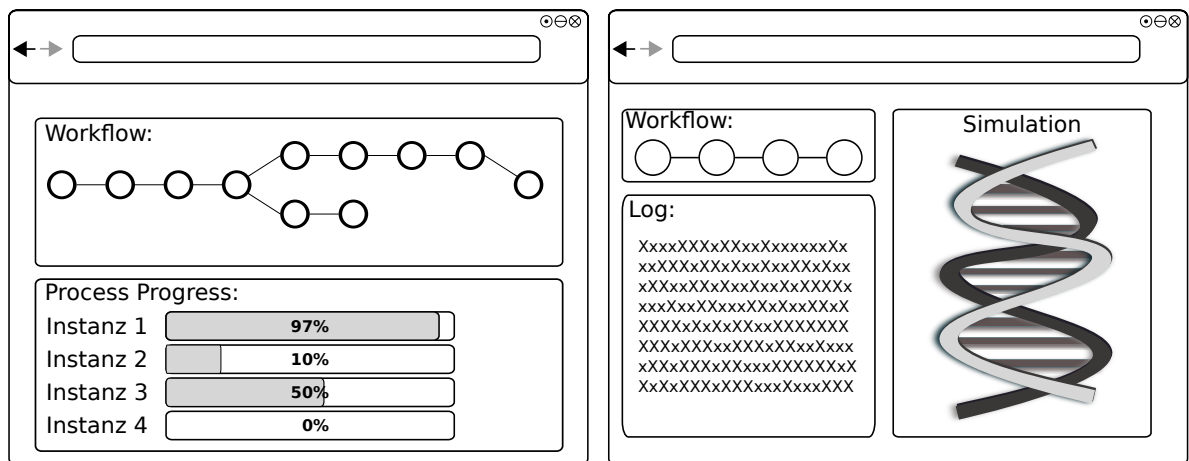 Workflow:
Process Progress:
Instanz 1 97%
Instanz 2 10%
Instanz 3 50%
Instanz 4 0%
Workflow:
Log:
XxxxXXXxXXxxXxxxxxxXx
xxXXXxXXxXxxXxxXXxXxx
xXXxxXXxXxXxxXxXxXXXXx
xxxXxxXXxxxXXxXxxXXxX
XXXXxXxXxXXxxXXXXXXX
XXXxXXXxxXXXxXXxxXxxx
xXXxXXXxXXXxxxXXXXXXxX
XxXxXXXxXXXxxxXxxxXXX
Simulation